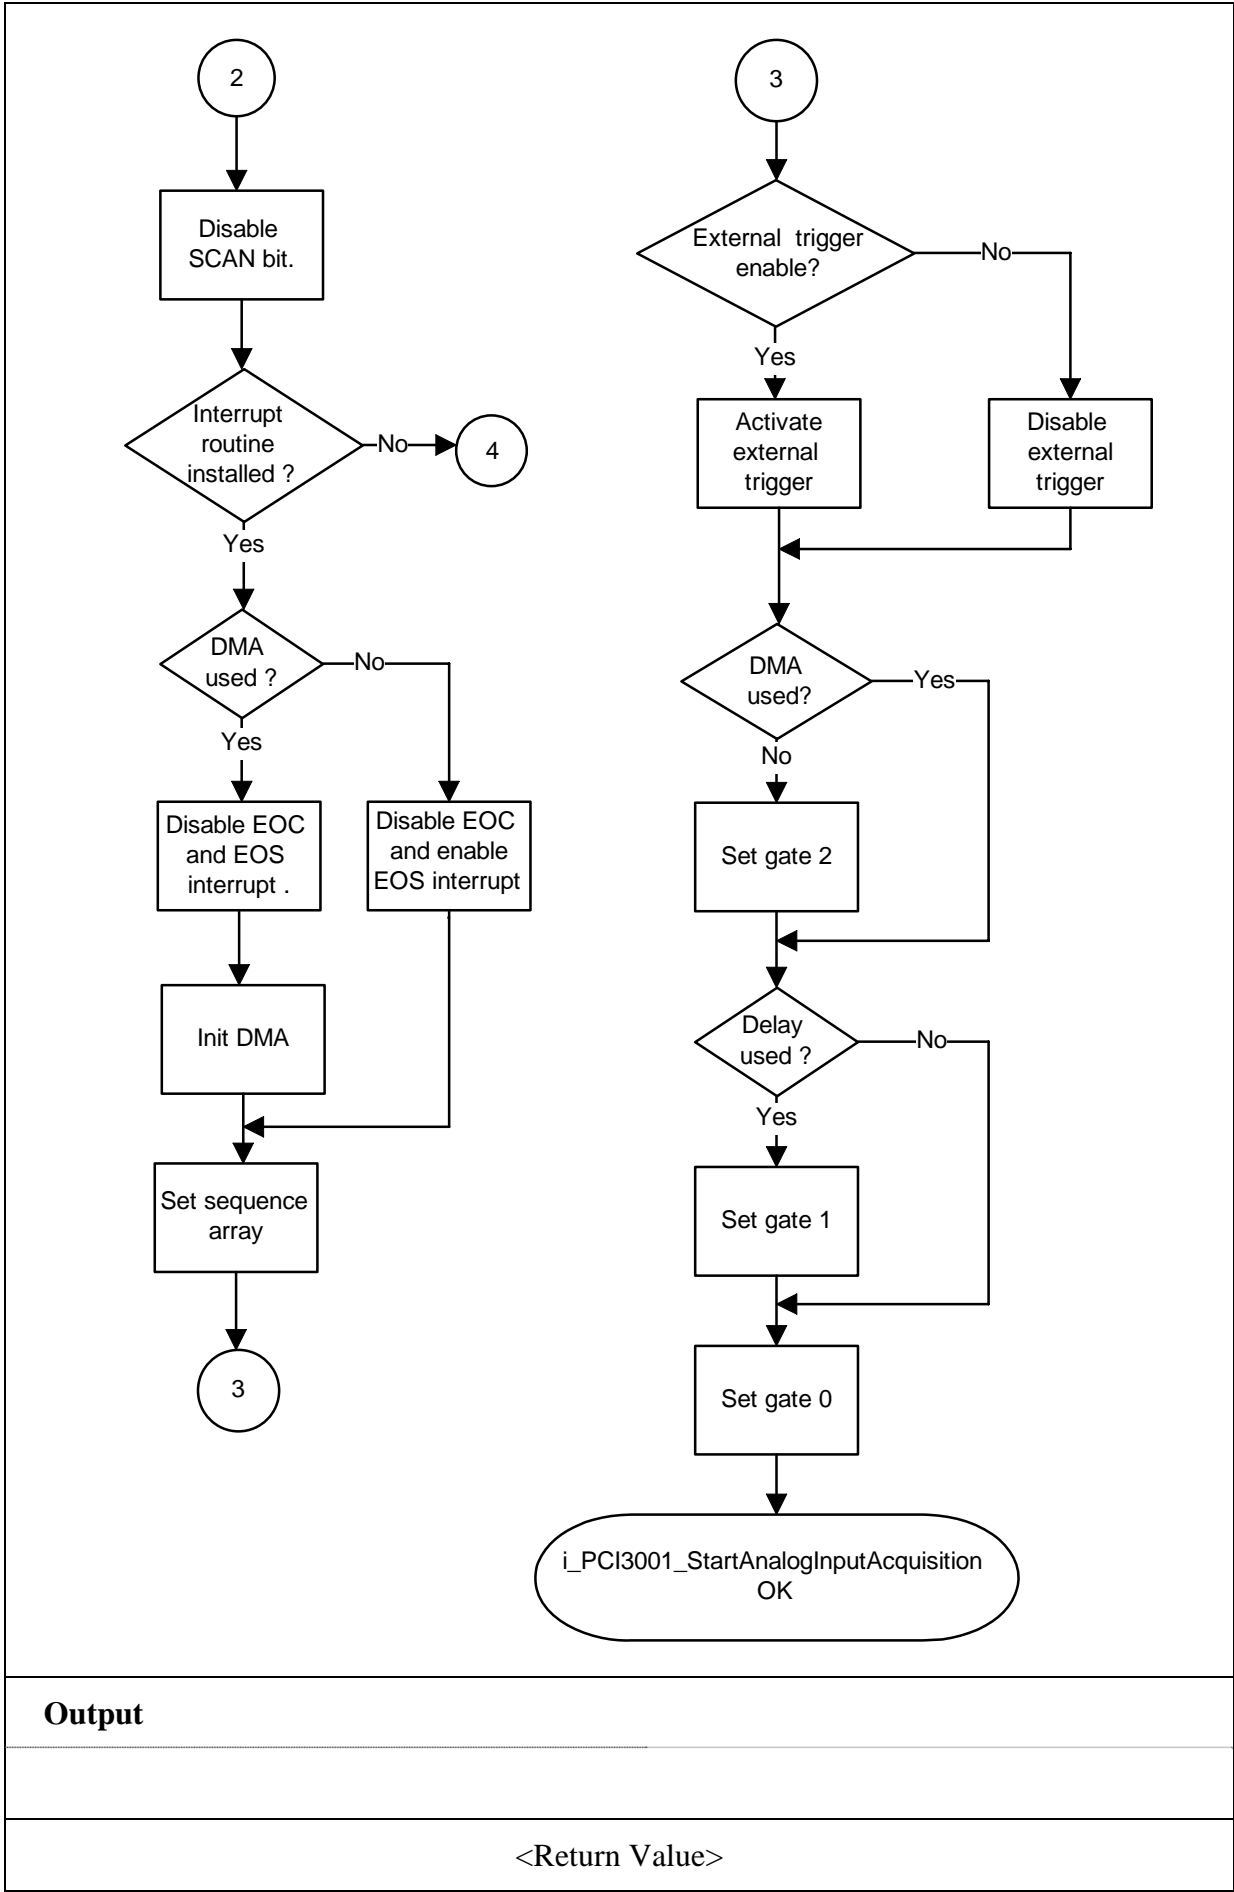 2
Disable
SCAN bit.
Interrupt
routine
installed ?
No
4
Yes
DMA
used ?
No
Yes
Disable EOC
and EOS
interrupt .
Disable EOC
and enable
EOS interrupt
Init DMA
Set sequence
array
3
3
External trigger
enable?
No
Yes
Activate
external
trigger
Disable
external
trigger
DMA
used?
Yes
No
Set gate 2
Delay
used ?
No
Yes
Set gate 1
Set gate 0
i_PCI3001_StartAnalogInputAcquisition
OK
Output
<Return Value>